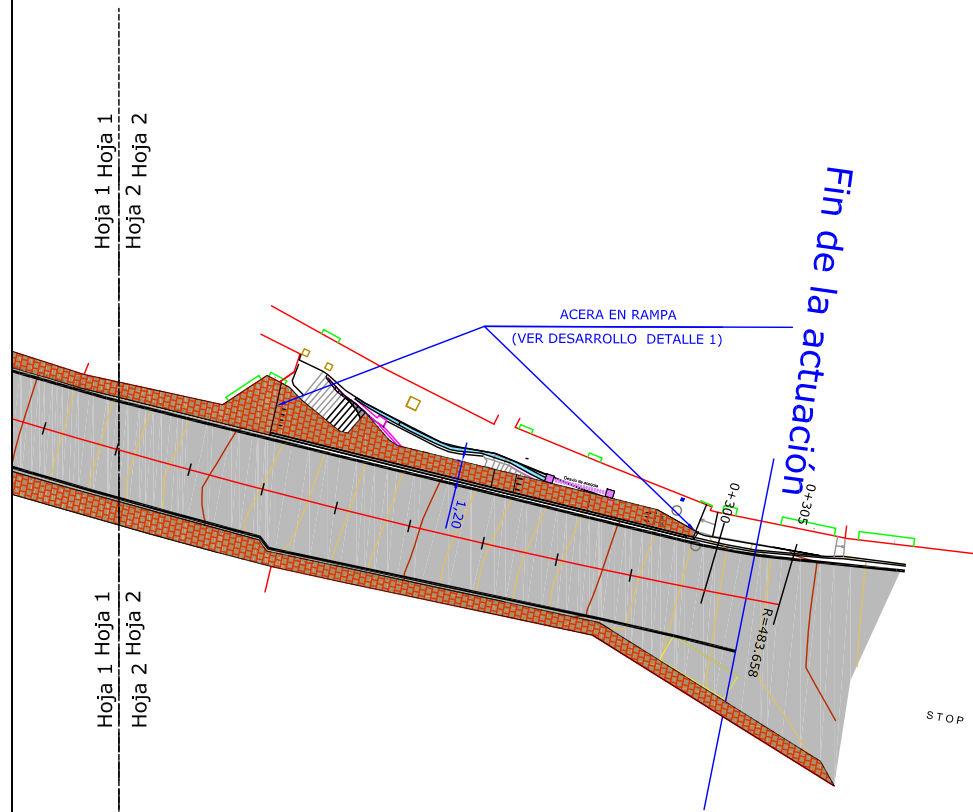 Hoja 1
Hoja 2
Hoja 1
Hoja 2
Fin de la actuación
ACERA EN RAMPA
(VER DESARROLLO DETALLE 1)
1,20
0+300
0+305
R=483.658
Hoja 1
Hoja 2
Hoja 1
Hoja 2
STOP